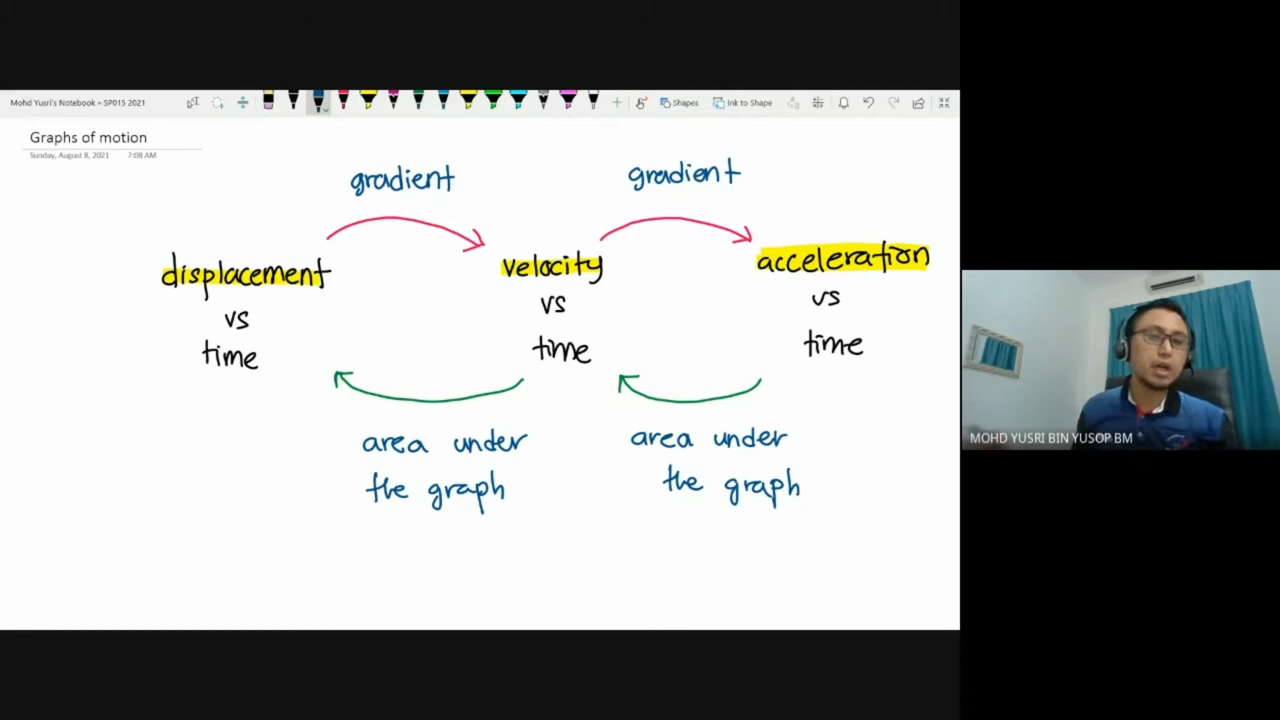 Mohd Yusri's Notebook » SP015 2021
Shapes
Ink to Shape
Graphs of motion
Sunday, August 8, 2021 7:08 AM
gradient
gradient
displacement
vs
time
velocity
vs
time
acceleration
vs
time
area under
the graph
area under
the graph
MOHD YUSRI BIN YUSOP BM